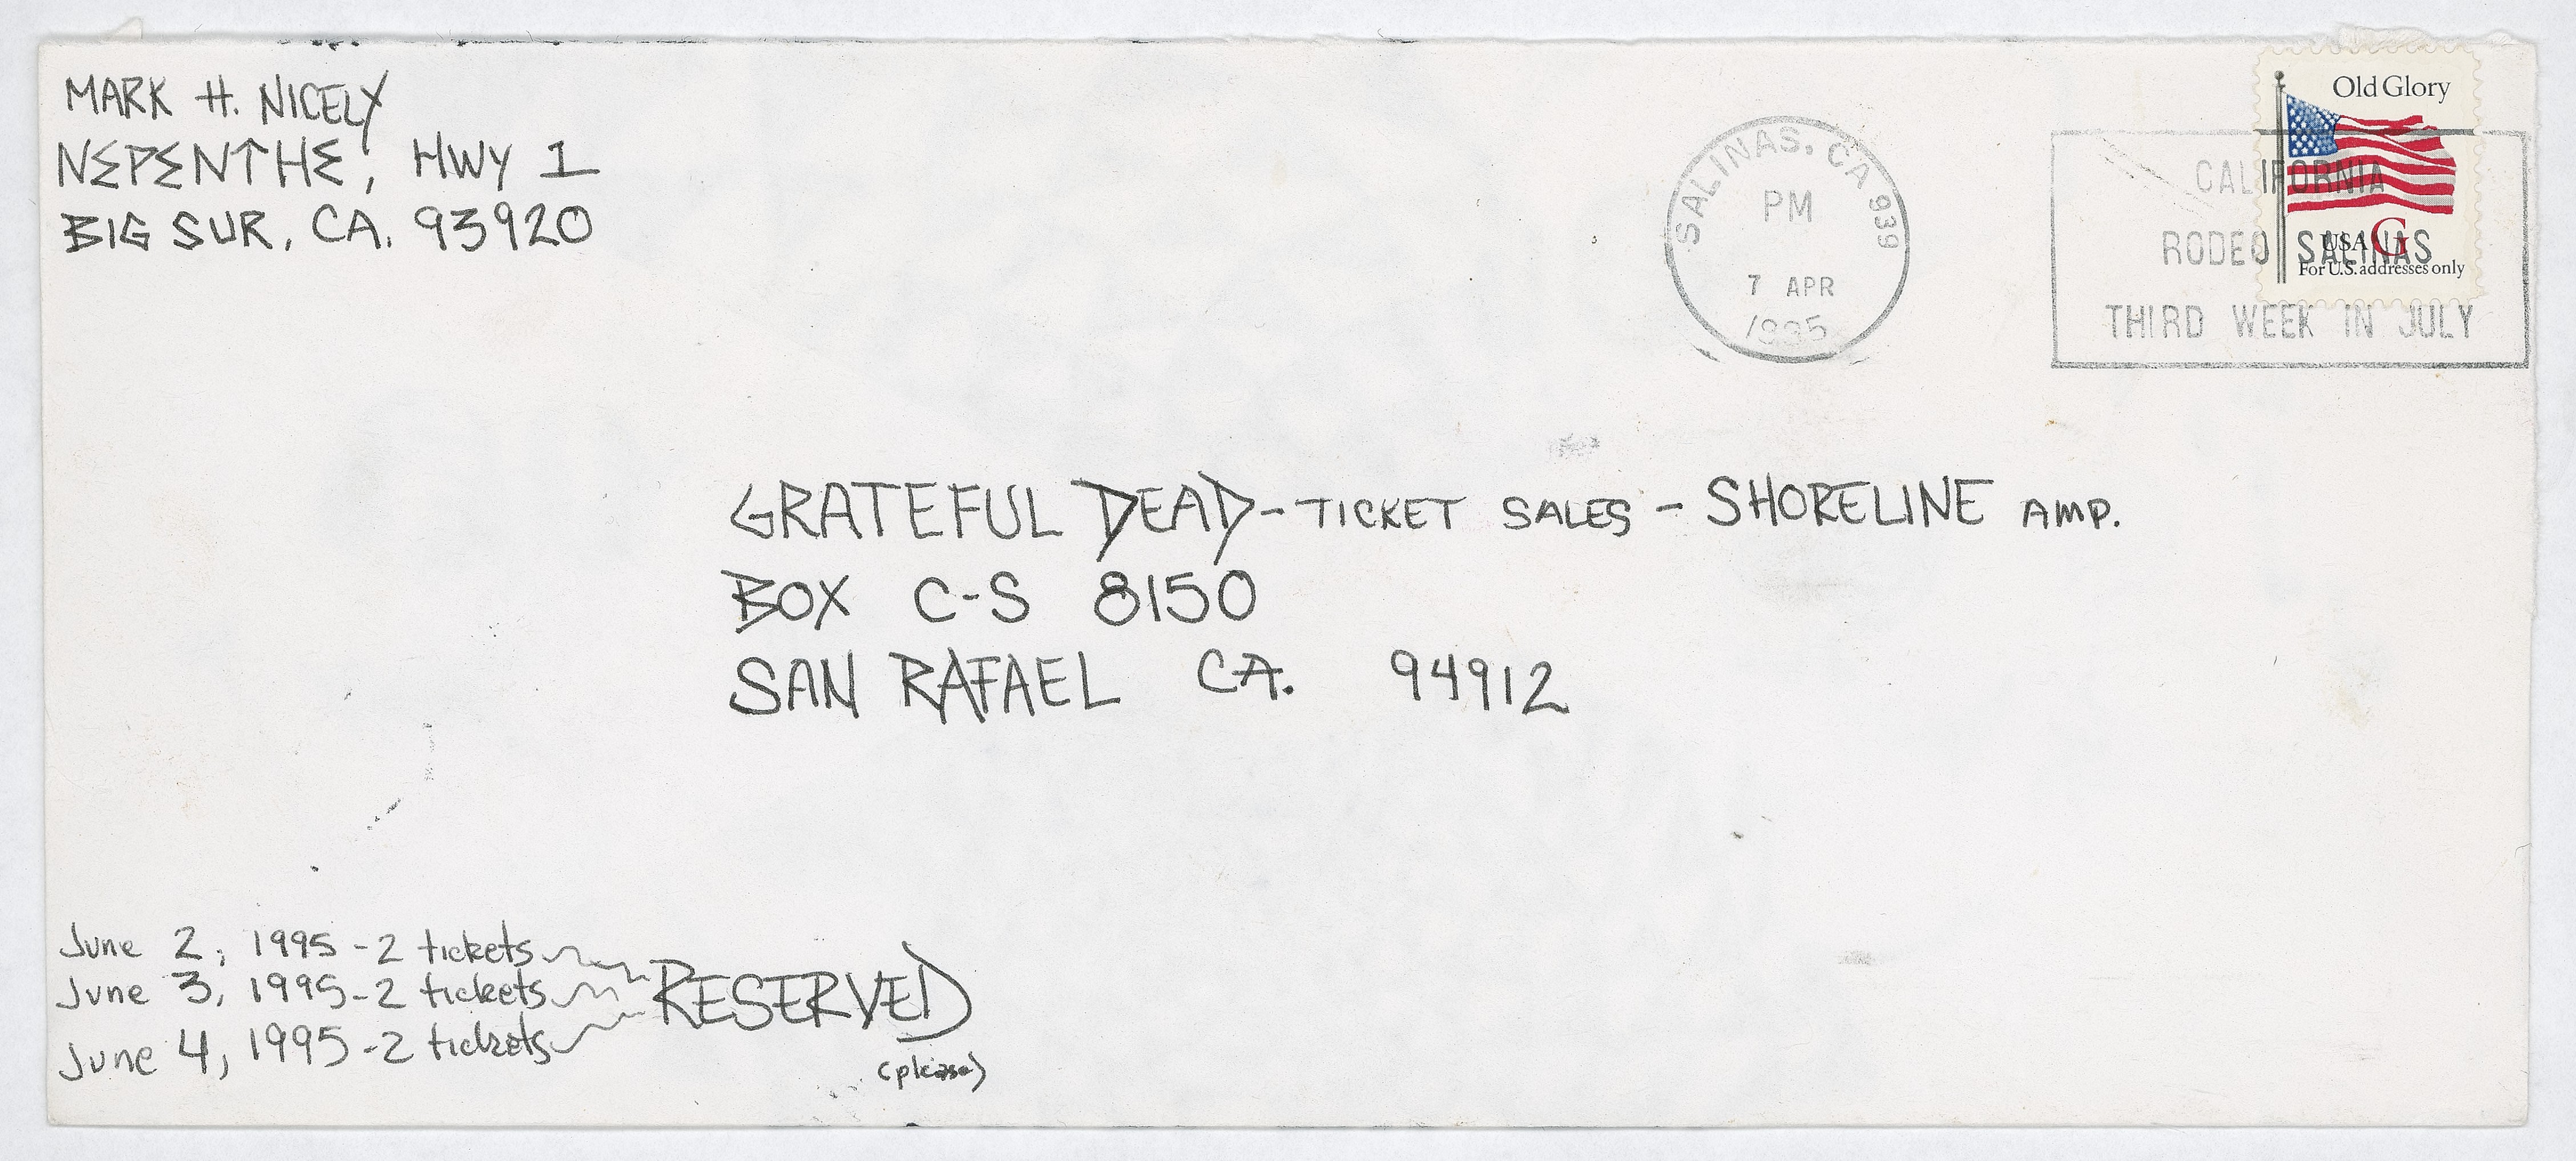 MARK H. NICELY
NEPENTHE, HWY 1
BIG SUR, CA. 93920
SALINAS, CA 939
PM
7 APR
1995
Old Glory
USA G
For U.S. addresses only
CALIFORNIA
RODEO SALINAS
THIRD WEEK IN JULY
GRATEFUL DEAD - TICKET SALES - SHORELINE AMP.
BOX C-S 8150
SAN RAFAEL CA. 94912
June 2, 1995 - 2 tickets
June 3, 1995 - 2 tickets
June 4, 1995 - 2 tickets
RESERVED
(please)